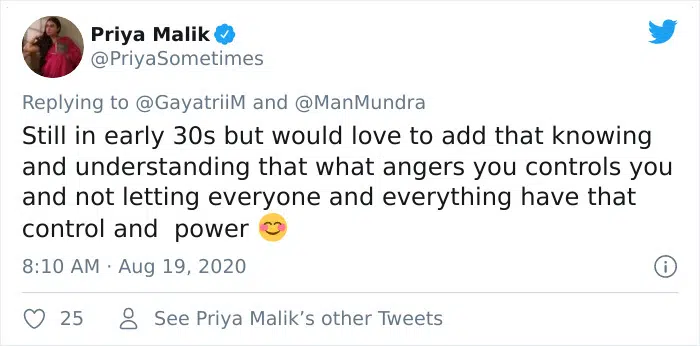 Priya Malik
@PriyaSometimes
Replying to @GayatriiM and @ManMundra
Still in early 30s but would love to add that knowing
and understanding that what angers you controls you
and not letting everyone and everything have that
control and  power 😊
8:10 AM · Aug 19, 2020
25 See Priya Malik’s other Tweets